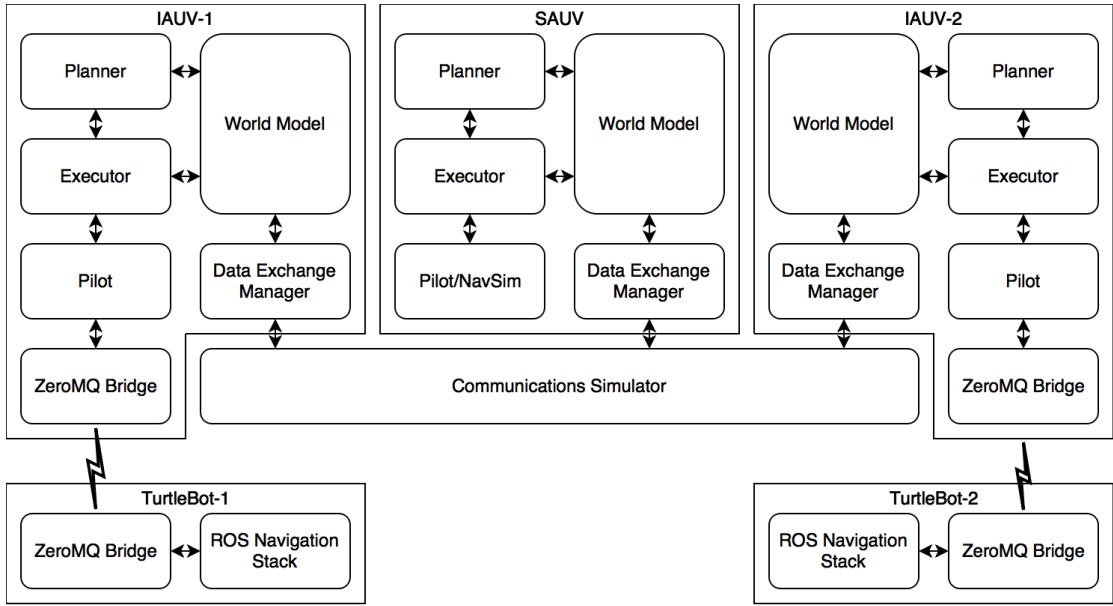 IAUV-1
Planner
World Model
Executor
Pilot
Data Exchange
Manager
ZeroMQ Bridge
SAUV
Planner
World Model
Executor
Pilot/NavSim
Data Exchange
Manager
IAUV-2
World Model
Planner
Executor
Data Exchange
Manager
Pilot
ZeroMQ Bridge
Communications Simulator
TurtleBot-1
ZeroMQ Bridge
ROS Navigation
Stack
TurtleBot-2
ROS Navigation
Stack
ZeroMQ Bridge